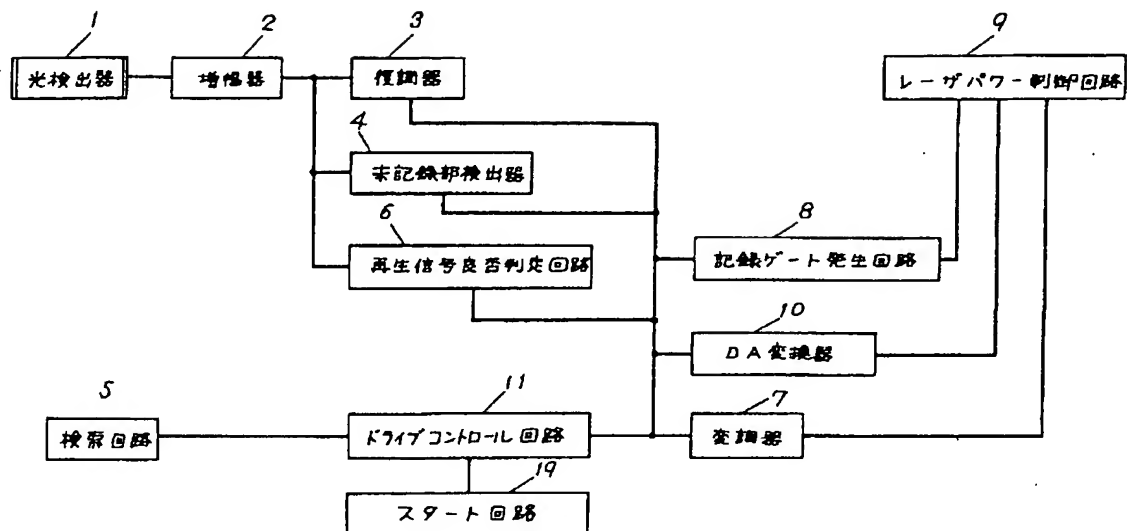 1
光検出器
2
増幅器
3
復調器
9
レーザパワー制御回路
4
未記録部検出器
6
再生信号良否判定回路
8
記録ゲート発生回路
10
DA変換器
5
検索回路
11
ドライブコントロール回路
7
変調器
19
スタート回路